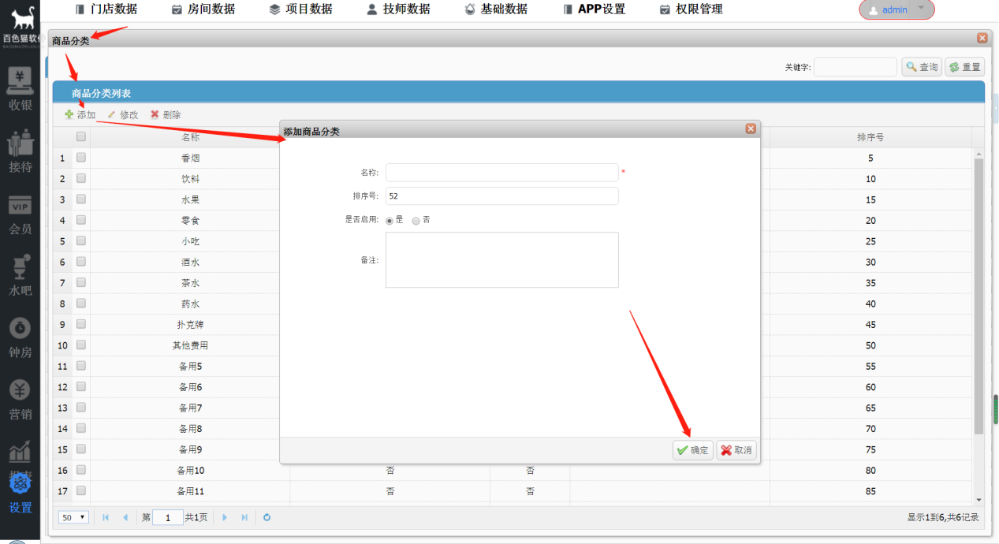 门店数据 房间数据 项目数据 技师数据 基础数据 APP设置 权限管理 admin
百色猫软件
商品分类
关键字: 查询 重置
商品分类列表
添加 修改 删除
名称 排序号
1 香烟 5
2 饮料 10
3 水果 15
4 零食 20
5 小吃 25
6 酒水 30
7 茶水 35
8 药水 40
9 扑克牌 45
10 其他费用 50
11 备用5 55
12 备用6 60
13 备用7 65
14 备用8 70
15 备用9 75
16 备用10 否 否 80
17 备用11 否 否 85
50 第 1 共1页 显示1到6,共6记录
添加商品分类
名称: *
排序号: 52
是否启用: 是 否
备注:
确定 取消
收银
接待
VIP
会员
水吧
钟房
营销
设置